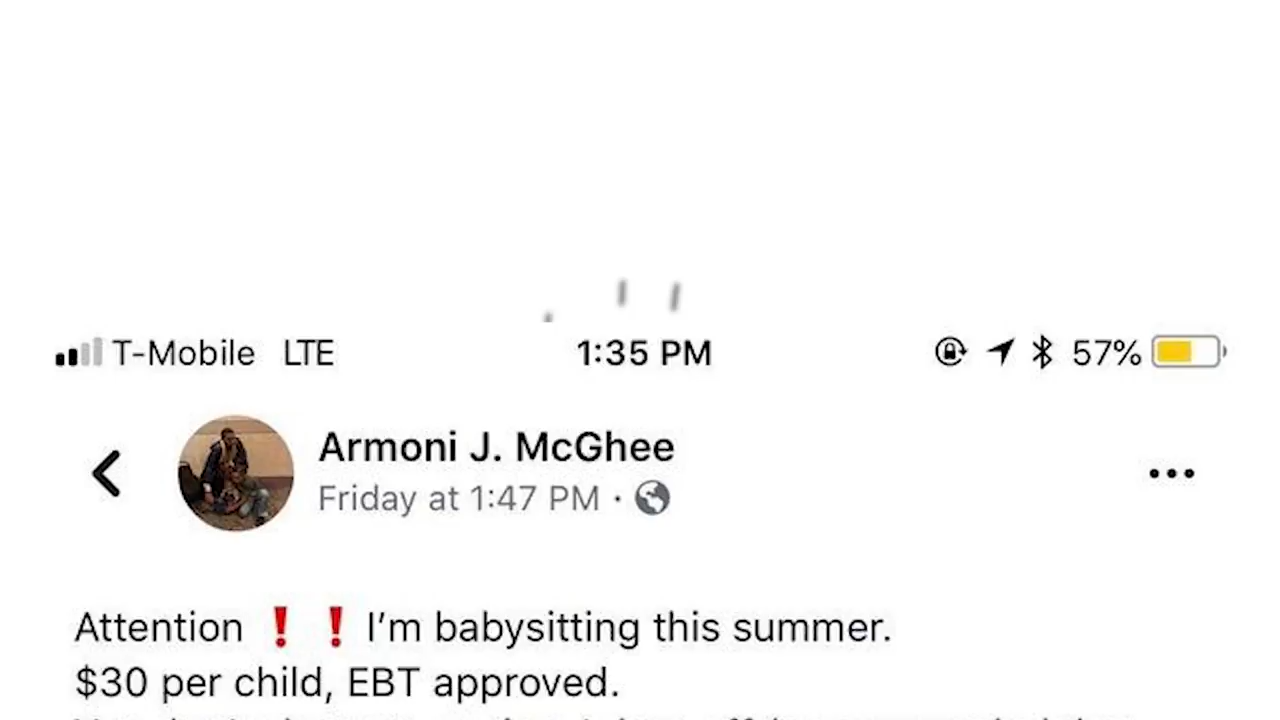 T-Mobile LTE 1:35 PM 57%
Armoni J. McGhee
Friday at 1:47 PM ·
Attention ❗❗ I’m babysitting this summer.
$30 per child, EBT approved.